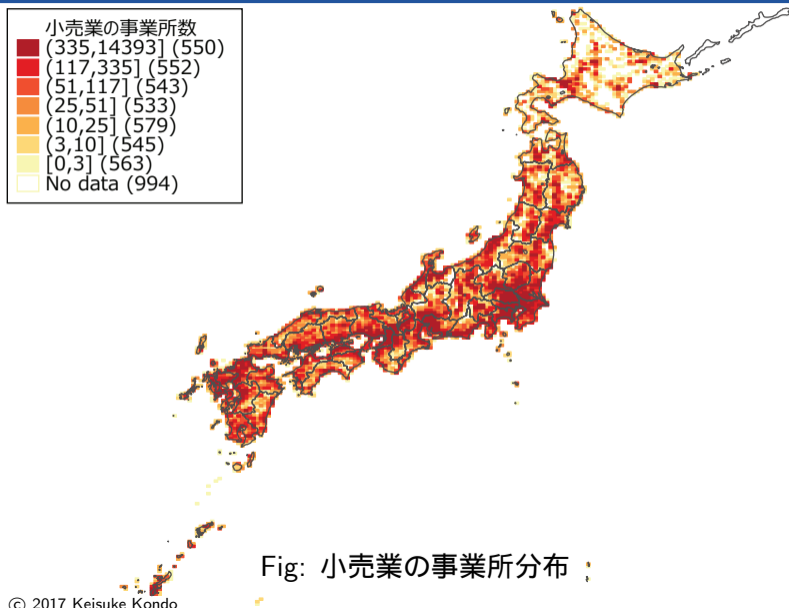 小売業の事業所数
(335,14393] (550)
(117,335] (552)
(51,117] (543)
(25,51] (533)
(10,25] (579)
(3,10] (545)
[0,3] (563)
No data (994)
Fig: 小売業の事業所分布
© 2017 Keisuke Kondo